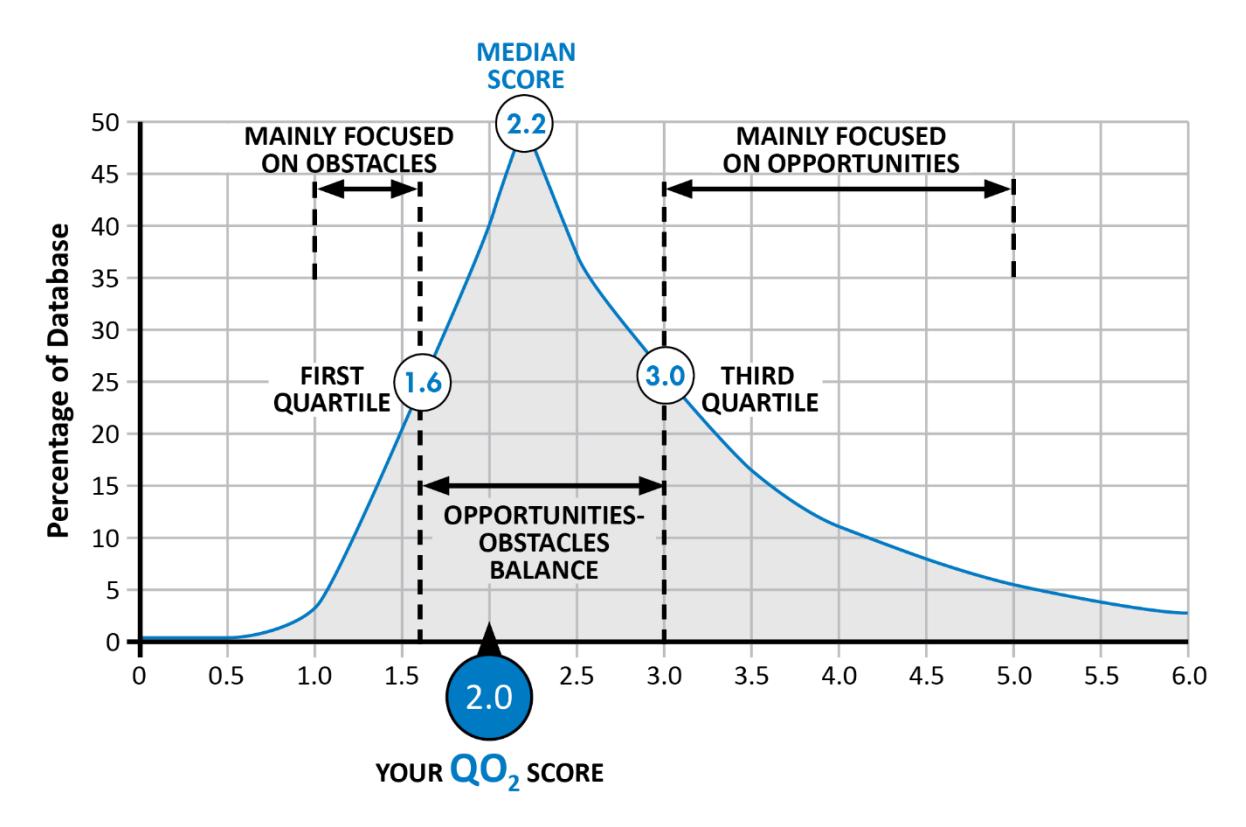 MEDIAN
SCORE
2.2
MAINLY FOCUSED
ON OBSTACLES
MAINLY FOCUSED
ON OPPORTUNITIES
Percentage of Database
50
45
40
35
30
25
20
15
10
5
0
FIRST
QUARTILE
1.6
3.0
THIRD
QUARTILE
OPPORTUNITIES-
OBSTACLES
BALANCE
0 0.5 1.0 1.5 2.5 3.0 3.5 4.0 4.5 5.0 5.5 6.0
2.0
YOUR QO₂ SCORE